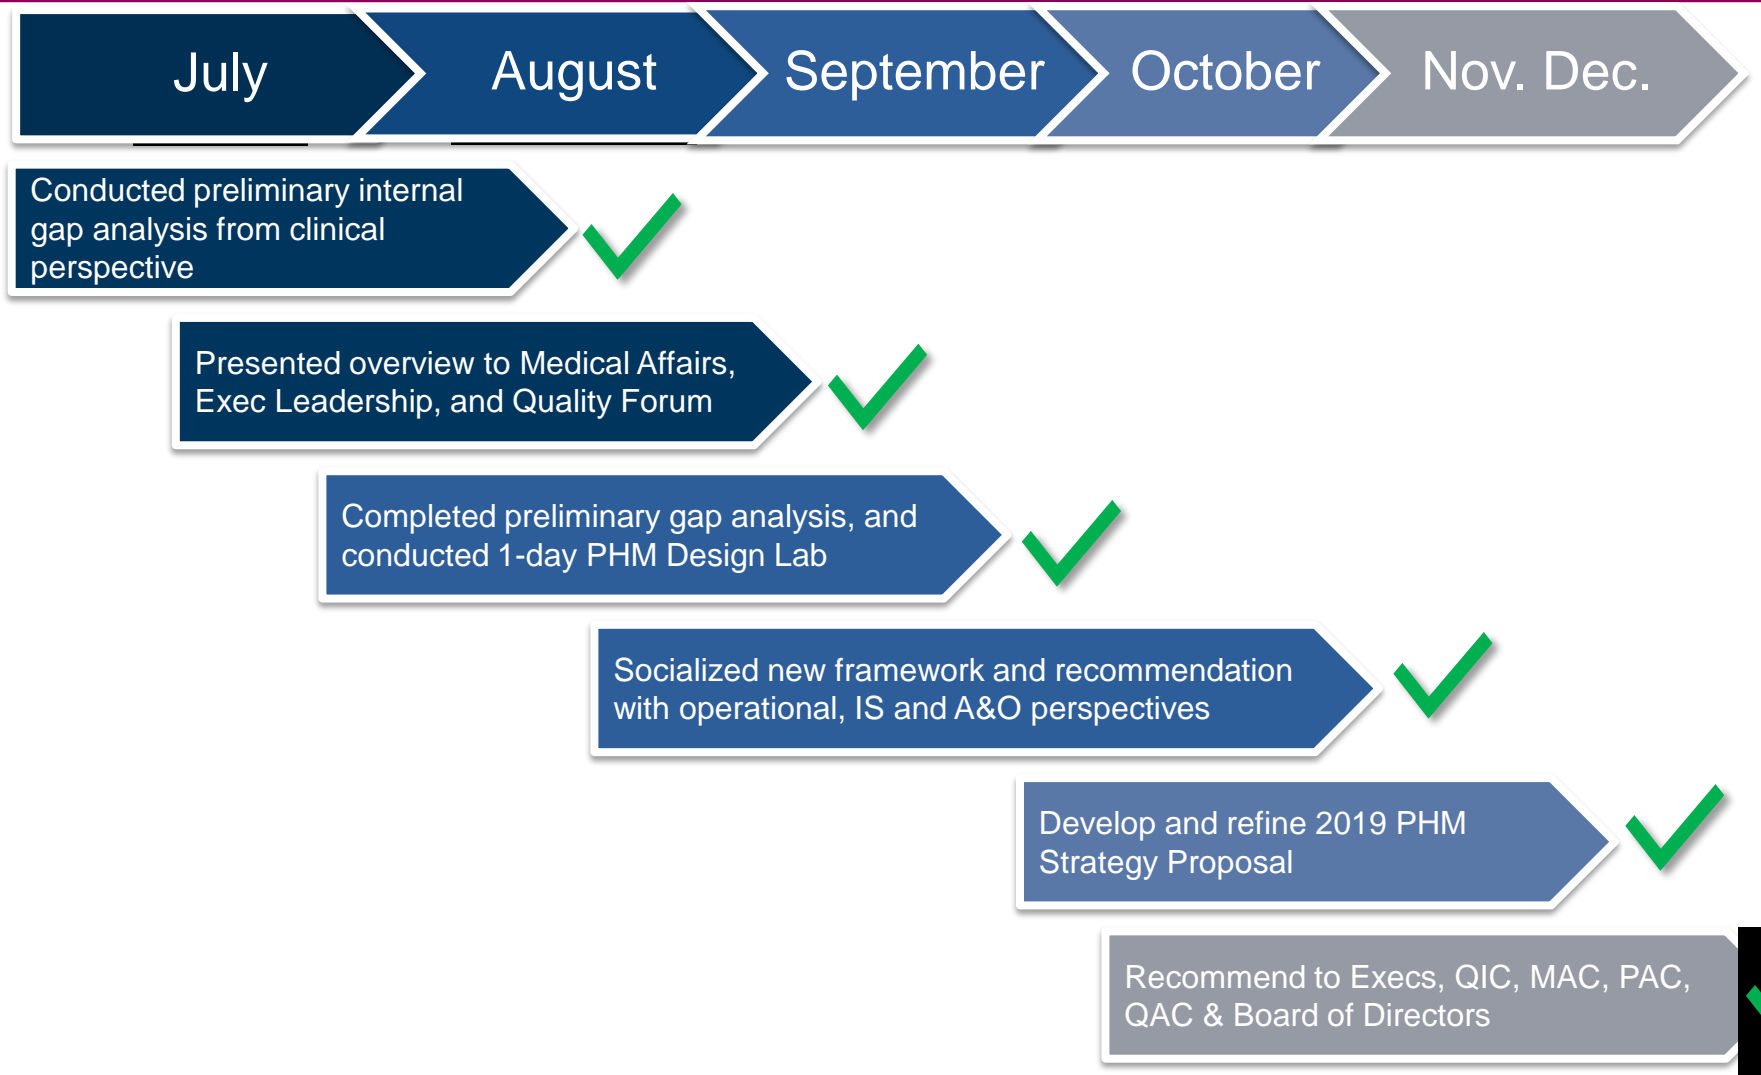 July
August
September
October
Nov. Dec.
Conducted preliminary internal
gap analysis from clinical
perspective
Presented overview to Medical Affairs,
Exec Leadership, and Quality Forum
Completed preliminary gap analysis, and
conducted 1-day PHM Design Lab
Socialized new framework and recommendation
with operational, IS and A&O perspectives
Develop and refine 2019 PHM
Strategy Proposal
Recommend to Execs, QIC, MAC, PAC,
QAC & Board of Directors